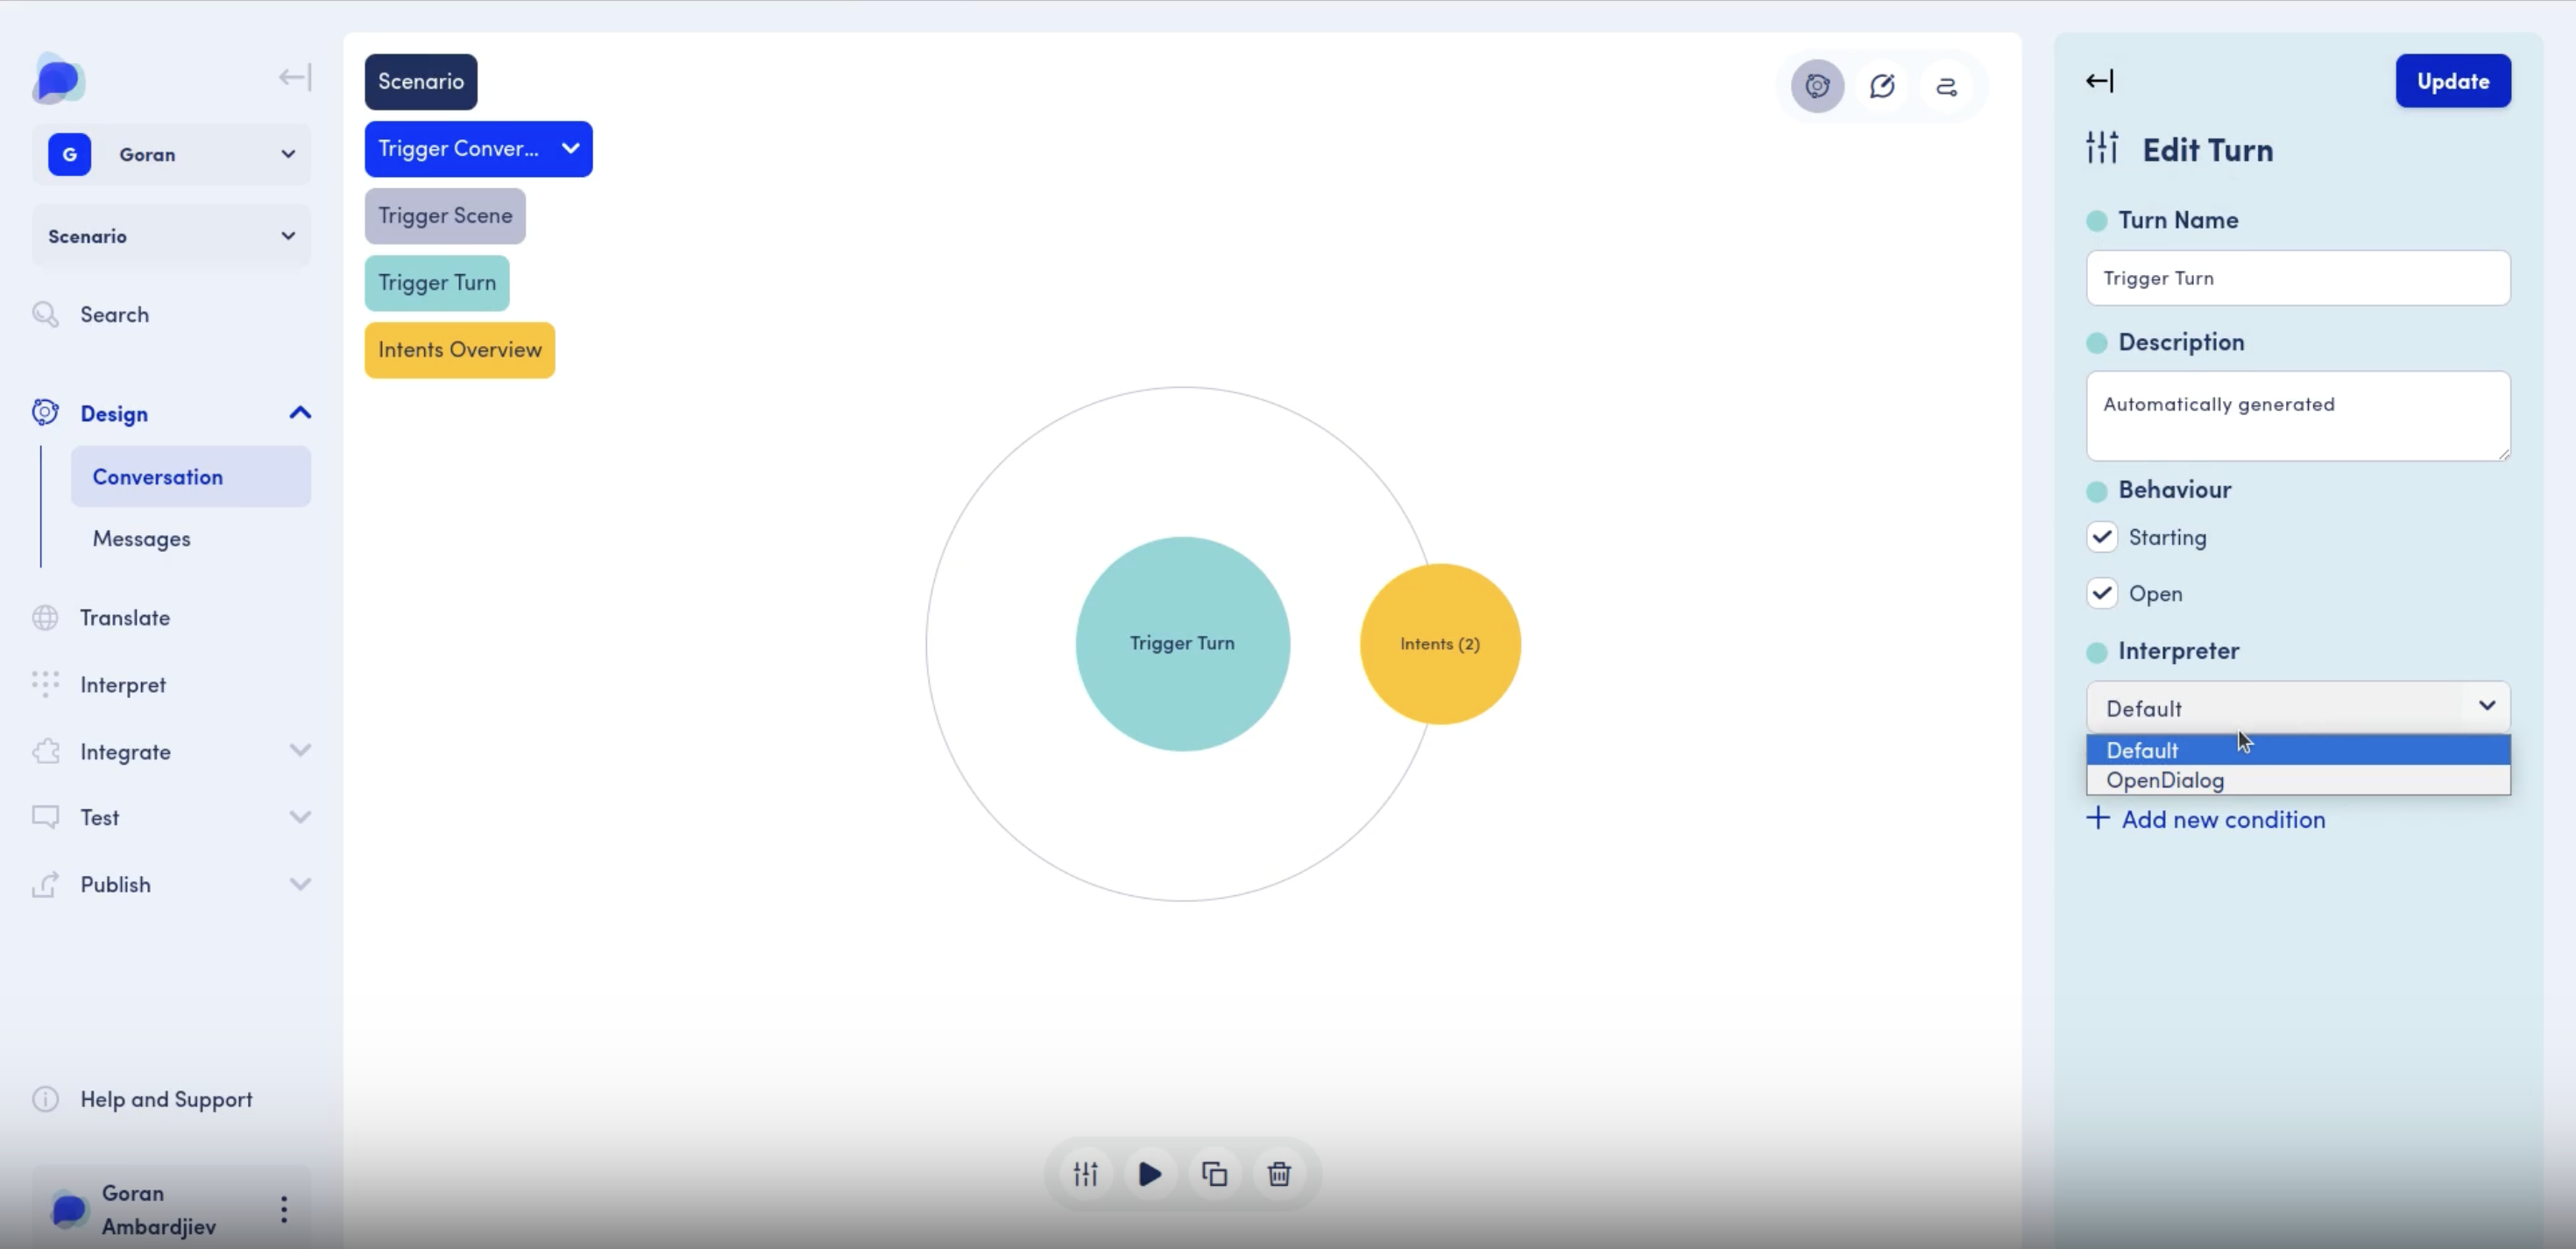 G
Goran
Scenario
Search
Design
Conversation
Messages
Translate
Interpret
Integrate
Test
Publish
Help and Support
Goran
Ambardjiev
Scenario
Trigger Conver...
Trigger Scene
Trigger Turn
Intents Overview
Trigger Turn
Intents (2)
Update
Edit Turn
Turn Name
Trigger Turn
Description
Automatically generated
Behaviour
Starting
Open
Interpreter
Default
Default
OpenDialog
+ Add new condition